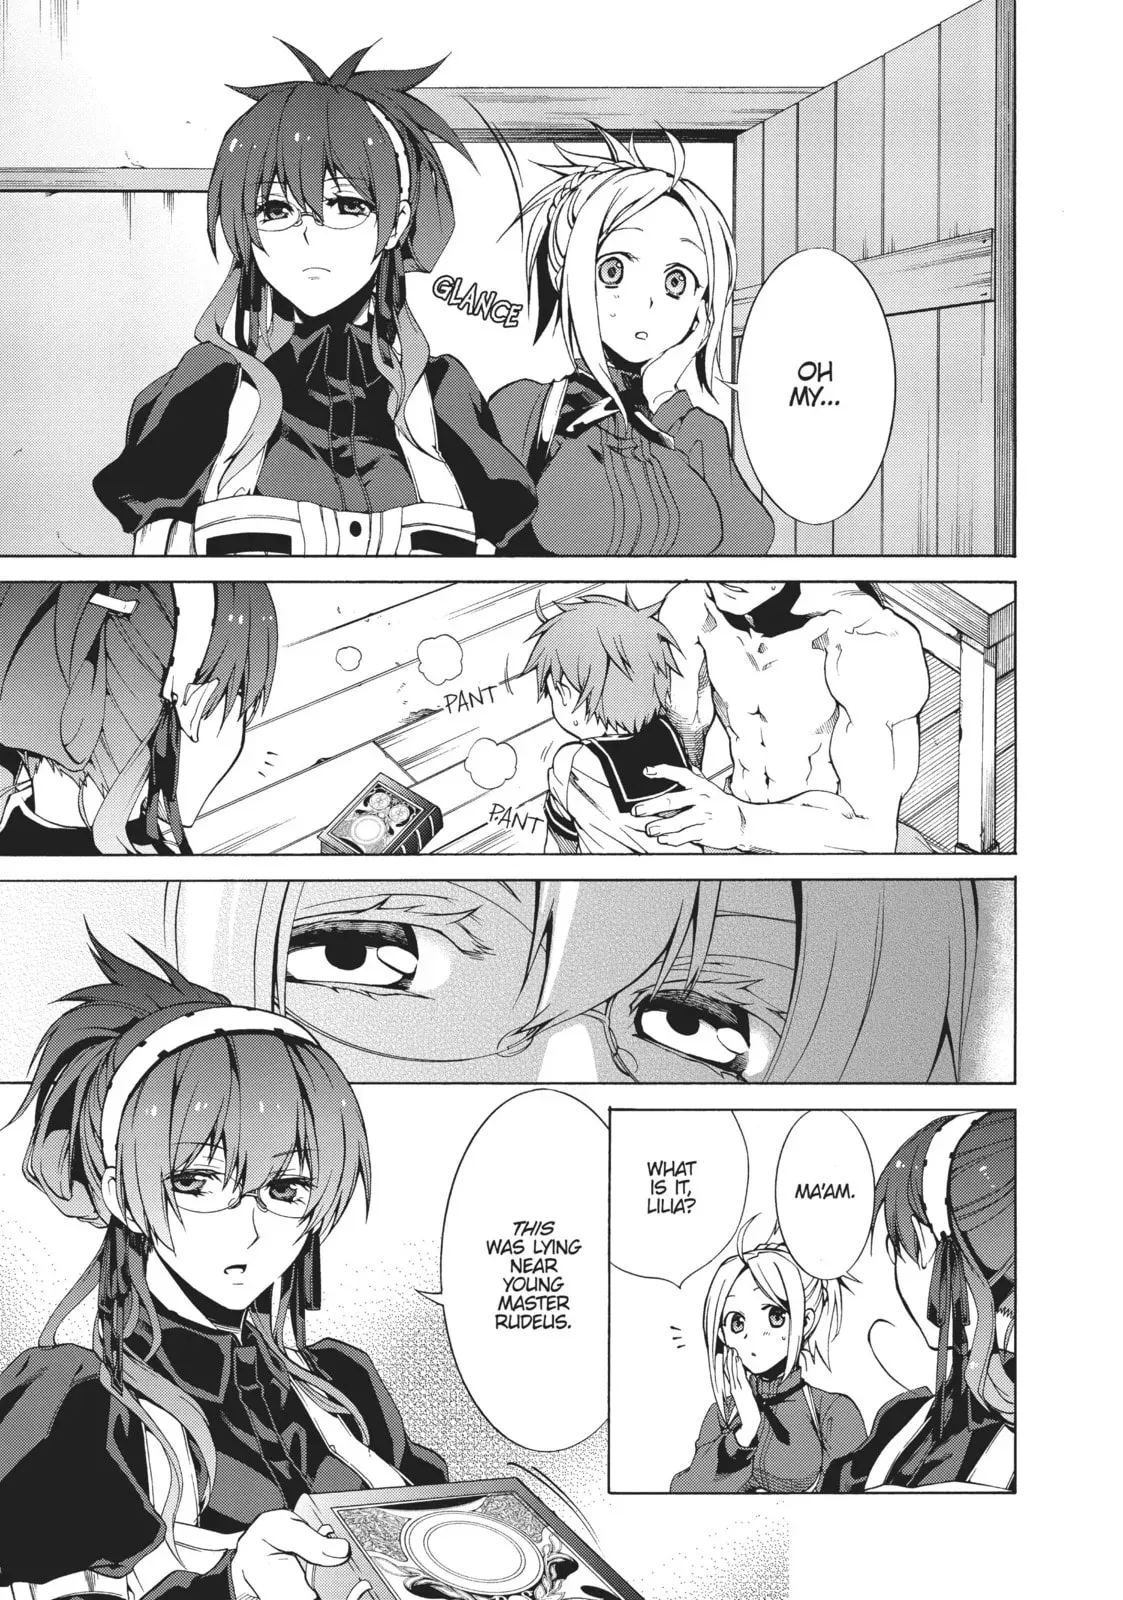 GLANCE
OH
MY...
PANT
PANT
MA'AM.
WHAT
IS IT,
LILIA?
THIS
WAS LYING
NEAR
YOUNG
MASTER
RUDEUS.